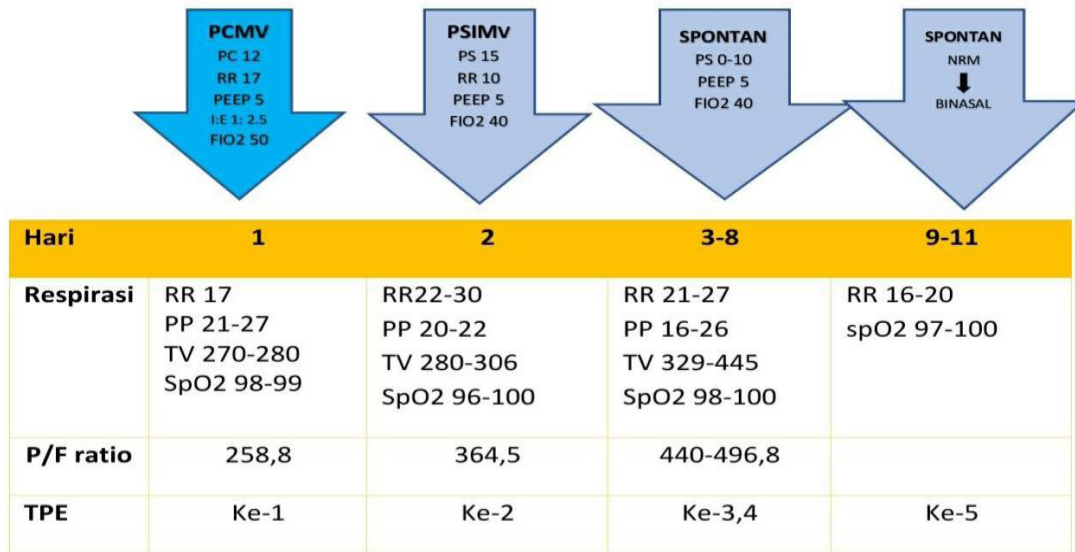 PCMV
PC 12
RR 17
PEEP 5
I:E 1: 2.5
FIO2 50
PSIMV
PS 15
RR 10
PEEP 5
FIO2 40
SPONTAN
PS 0-10
PEEP 5
FIO2 40
SPONTAN
NRM
BINASAL
Hari 1 2 3-8 9-11
Respirasi RR 17 RR22-30 RR 21-27 RR 16-20
PP 21-27 PP 20-22 PP 16-26 spO2 97-100
TV 270-280 TV 280-306 TV 329-445
SpO2 98-99 SpO2 96-100 SpO2 98-100
P/F ratio 258,8 364,5 440-496,8
TPE Ke-1 Ke-2 Ke-3,4 Ke-5